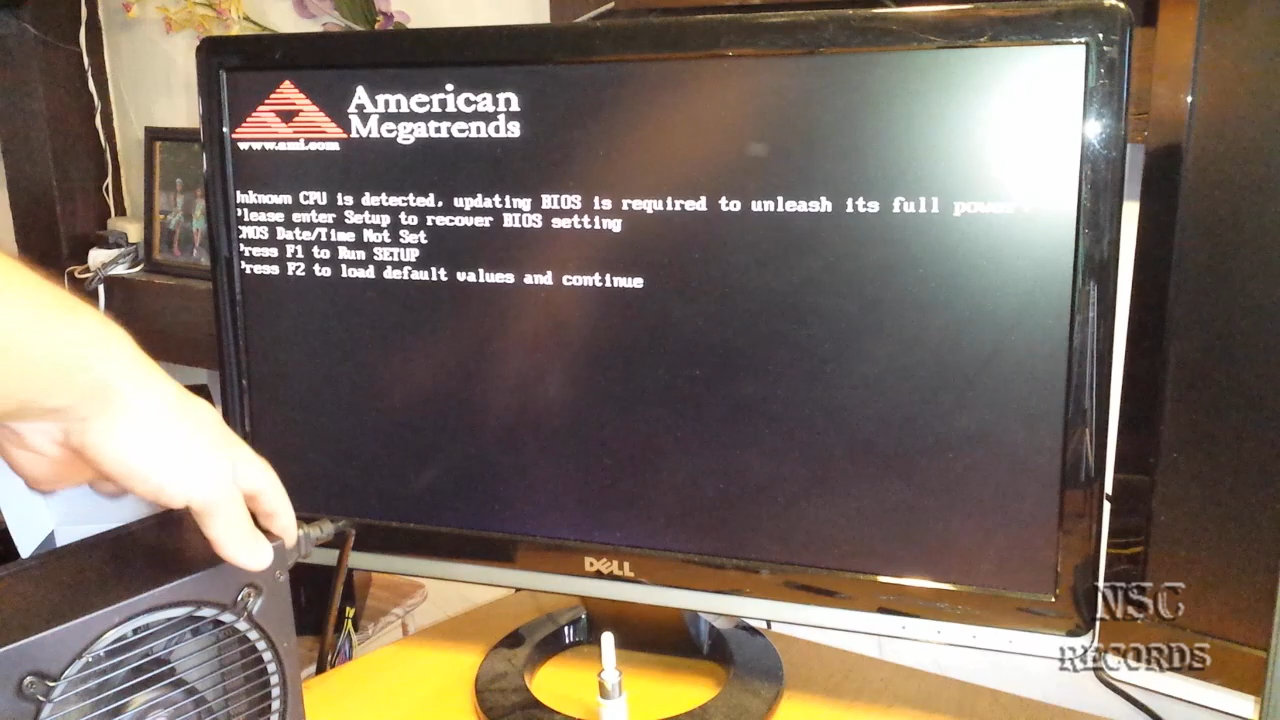 American
Megatrends
www.ami.com
Unknown CPU is detected, updating BIOS is required to unleash its full power.
Please enter Setup to recover BIOS setting
CMOS Date/Time Not Set
Press F1 to Run SETUP
Press F2 to load default values and continue
DELL
NSC
RECORDS